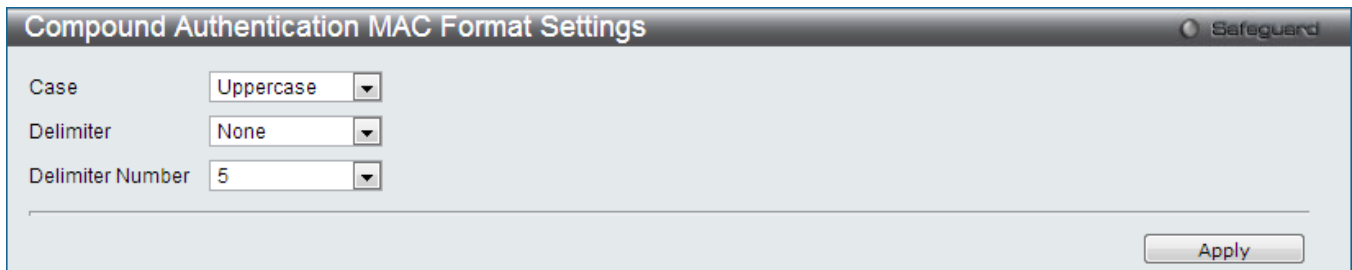 Compound Authentication MAC Format Settings
Safeguard
Case Uppercase
Delimiter None
Delimiter Number 5
Apply